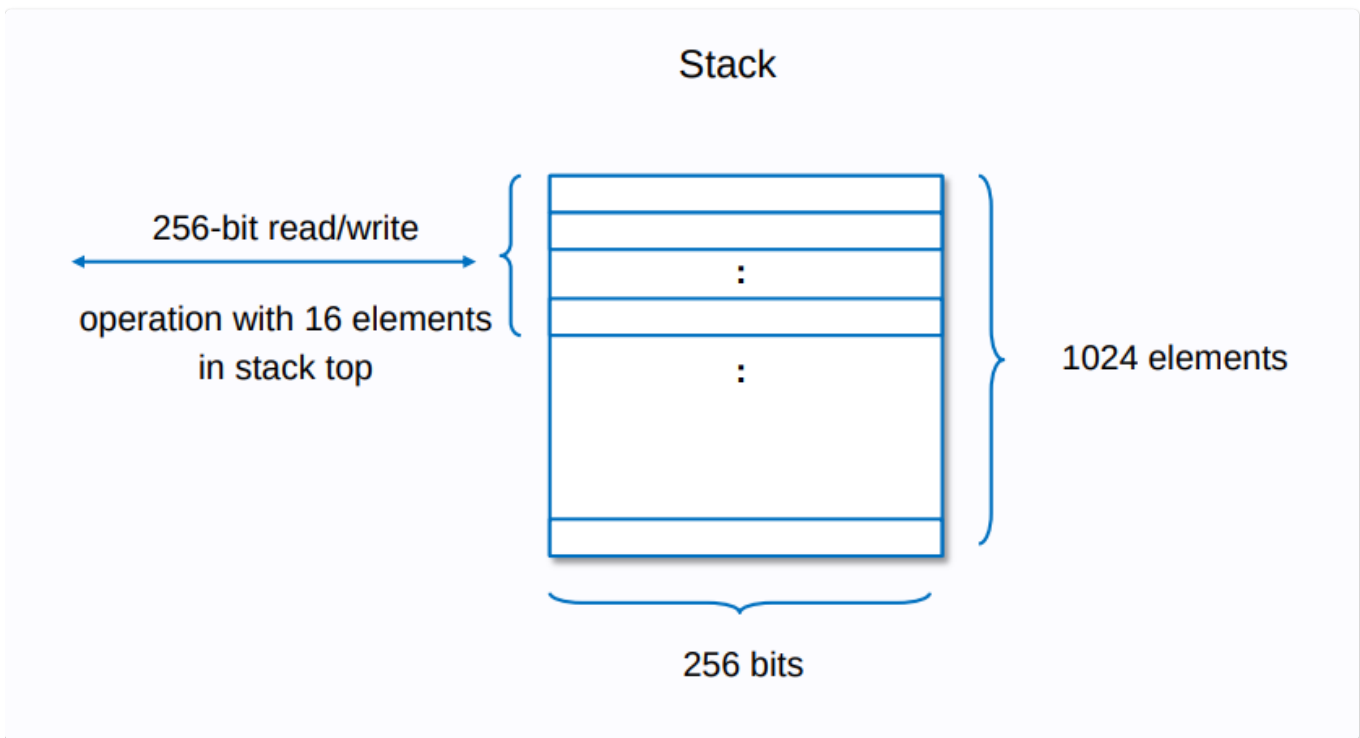 Stack
256-bit read/write
operation with 16 elements
in stack top
:
:
1024 elements
256 bits